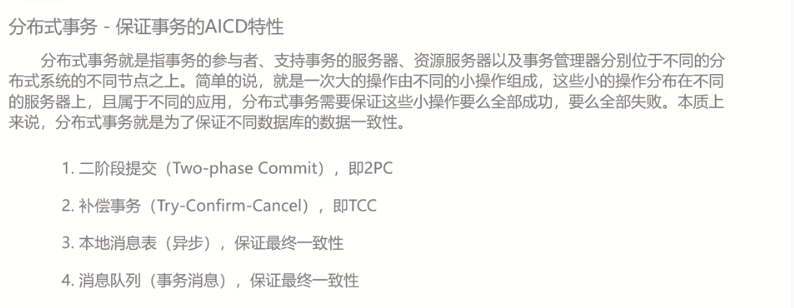 分布式事务 - 保证事务的AICD特性
分布式事务就是指事务的参与者、支持事务的服务器、资源服务器以及事务管理器分别位于不同的分
布式系统的不同节点之上。简单的说，就是一次大的操作由不同的小操作组成，这些小的操作分布在不同
的服务器上，且属于不同的应用，分布式事务需要保证这些小操作要么全部成功，要么全部失败。本质上
来说，分布式事务就是为了保证不同数据库的数据一致性。
1. 二阶段提交（Two-phase Commit），即2PC
2. 补偿事务（Try-Confirm-Cancel），即TCC
3. 本地消息表（异步），保证最终一致性
4. 消息队列（事务消息），保证最终一致性